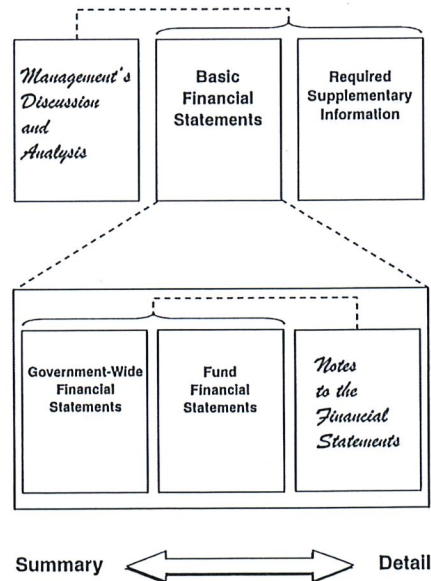 Management's
Discussion
and
Analysis
Basic
Financial
Statements
Required
Supplementary
Information
Government-Wide
Financial
Statements
Fund
Financial
Statements
Notes
to the
Financial
Statements
Summary
Detail